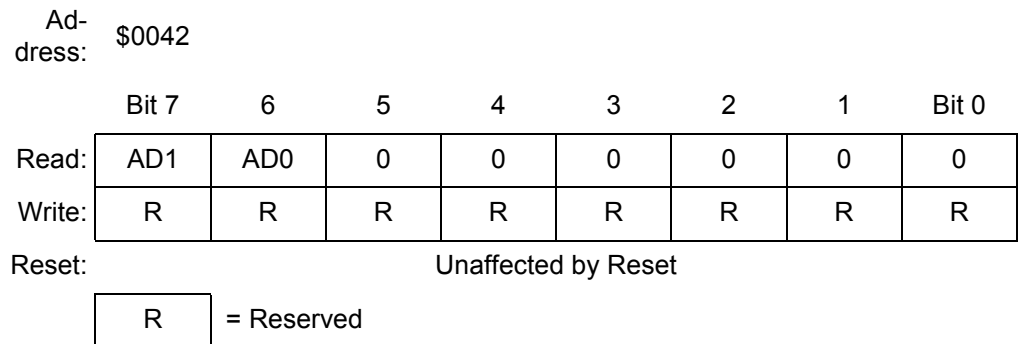 Ad-
dress: $0042
Bit 7 6 5 4 3 2 1 Bit 0
Read: AD1 AD0 0 0 0 0 0 0
Write: R R R R R R R R
Reset: Unaffected by Reset
R = Reserved